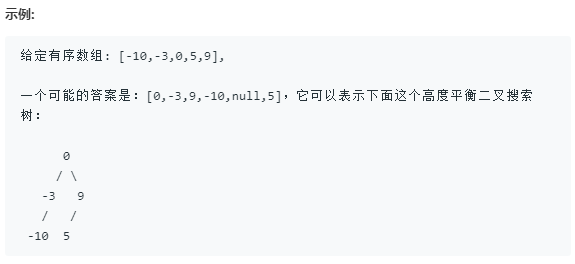 示例:
给定有序数组: [-10,-3,0,5,9],
一个可能的答案是：[0,-3,9,-10,null,5]，它可以表示下面这个高度平衡二叉搜索
树：
0
/ \
-3 9
/ /
-10 5